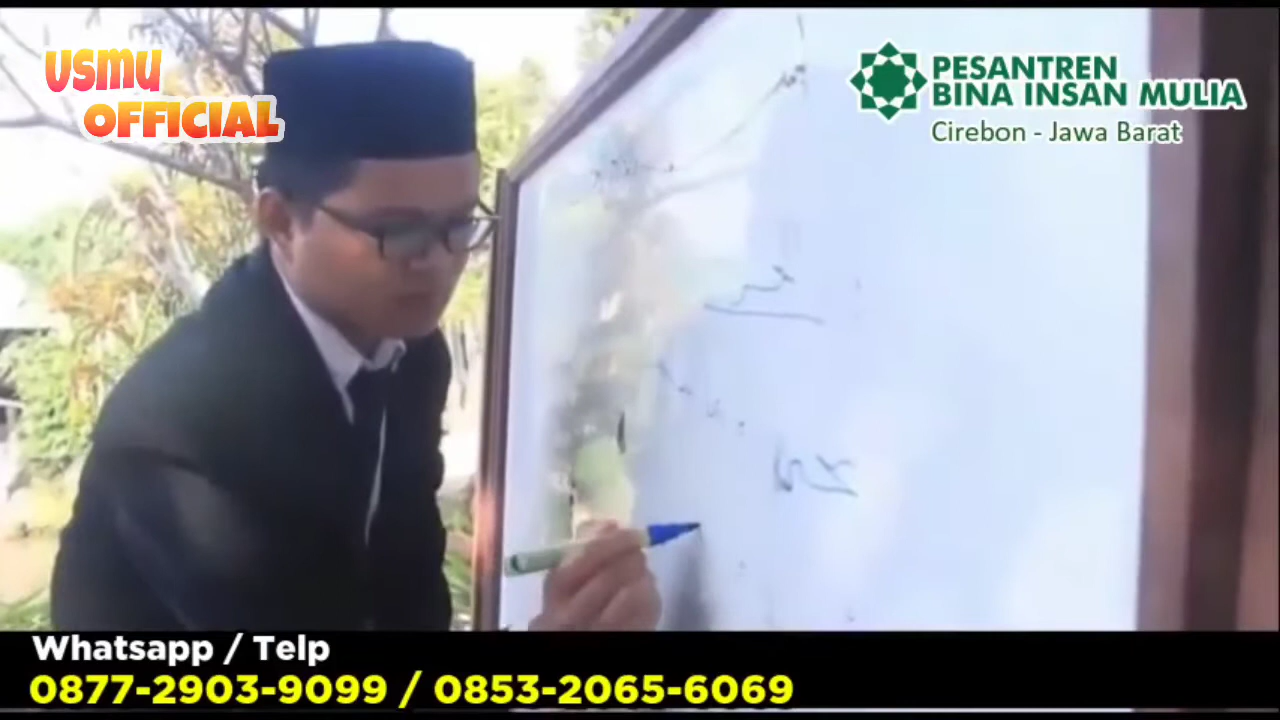 USMU
OFFICIAL
PESANTREN
BINA INSAN MULIA
Cirebon - Jawa Barat
Whatsapp / Telp
0877-2903-9099 / 0853-2065-6069